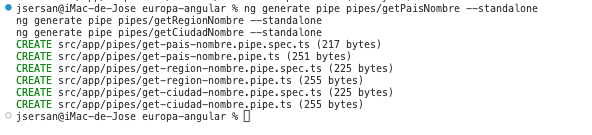 jsersan@iMac-de-Jose europa-angular % ng generate pipe pipes/getPaisNombre --standalone
ng generate pipe pipes/getRegionNombre --standalone
ng generate pipe pipes/getCiudadNombre --standalone
CREATE src/app/pipes/get-pais-nombre.pipe.spec.ts (217 bytes)
CREATE src/app/pipes/get-pais-nombre.pipe.ts (251 bytes)
CREATE src/app/pipes/get-region-nombre.pipe.spec.ts (225 bytes)
CREATE src/app/pipes/get-region-nombre.pipe.ts (255 bytes)
CREATE src/app/pipes/get-ciudad-nombre.pipe.spec.ts (225 bytes)
CREATE src/app/pipes/get-ciudad-nombre.pipe.ts (255 bytes)
jsersan@iMac-de-Jose europa-angular %